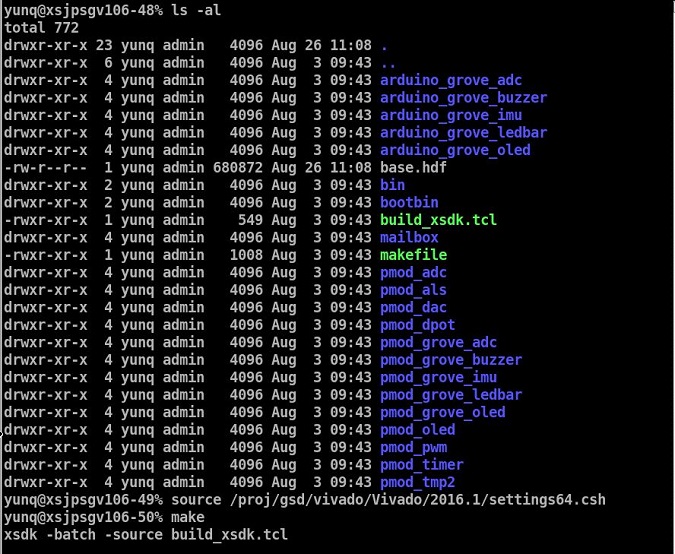 yunq@xsjpsgv106-48% ls -al
total 772
drwxr-xr-x 23 yunq admin   4096 Aug 26 11:08 .
drwxr-xr-x  6 yunq admin   4096 Aug  3 09:43 ..
drwxr-xr-x  4 yunq admin   4096 Aug  3 09:43 arduino_grove_adc
drwxr-xr-x  4 yunq admin   4096 Aug  3 09:43 arduino_grove_buzzer
drwxr-xr-x  4 yunq admin   4096 Aug  3 09:43 arduino_grove_imu
drwxr-xr-x  4 yunq admin   4096 Aug  3 09:43 arduino_grove_ledbar
drwxr-xr-x  4 yunq admin   4096 Aug  3 09:43 arduino_grove_oled
-rw-r--r--  1 yunq admin 680872 Aug 26 11:08 base.hdf
drwxr-xr-x  2 yunq admin   4096 Aug  3 09:43 bin
drwxr-xr-x  2 yunq admin   4096 Aug  3 09:43 bootbin
-rwxr-xr-x  1 yunq admin    549 Aug  3 09:43 build_xsdk.tcl
drwxr-xr-x  4 yunq admin   4096 Aug  3 09:43 mailbox
-rwxr-xr-x  1 yunq admin   1008 Aug  3 09:43 makefile
drwxr-xr-x  4 yunq admin   4096 Aug  3 09:43 pmod_adc
drwxr-xr-x  4 yunq admin   4096 Aug  3 09:43 pmod_als
drwxr-xr-x  4 yunq admin   4096 Aug  3 09:43 pmod_dac
drwxr-xr-x  4 yunq admin   4096 Aug  3 09:43 pmod_dpot
drwxr-xr-x  4 yunq admin   4096 Aug  3 09:43 pmod_grove_adc
drwxr-xr-x  4 yunq admin   4096 Aug  3 09:43 pmod_grove_buzzer
drwxr-xr-x  4 yunq admin   4096 Aug  3 09:43 pmod_grove_imu
drwxr-xr-x  4 yunq admin   4096 Aug  3 09:43 pmod_grove_ledbar
drwxr-xr-x  4 yunq admin   4096 Aug  3 09:43 pmod_grove_oled
drwxr-xr-x  4 yunq admin   4096 Aug  3 09:43 pmod_oled
drwxr-xr-x  4 yunq admin   4096 Aug  3 09:43 pmod_pwm
drwxr-xr-x  4 yunq admin   4096 Aug  3 09:43 pmod_timer
drwxr-xr-x  4 yunq admin   4096 Aug  3 09:43 pmod_tmp2
yunq@xsjpsgv106-49% source /proj/gsd/vivado/Vivado/2016.1/settings64.csh
yunq@xsjpsgv106-50% make
xsdk -batch -source build_xsdk.tcl